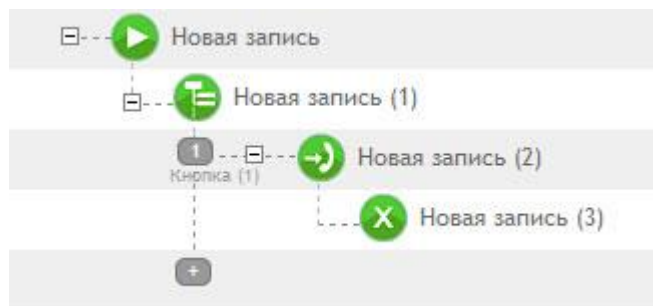 Новая запись
Новая запись (1)
1
Новая запись (2)
Кнопка (1)
Новая запись (3)
+